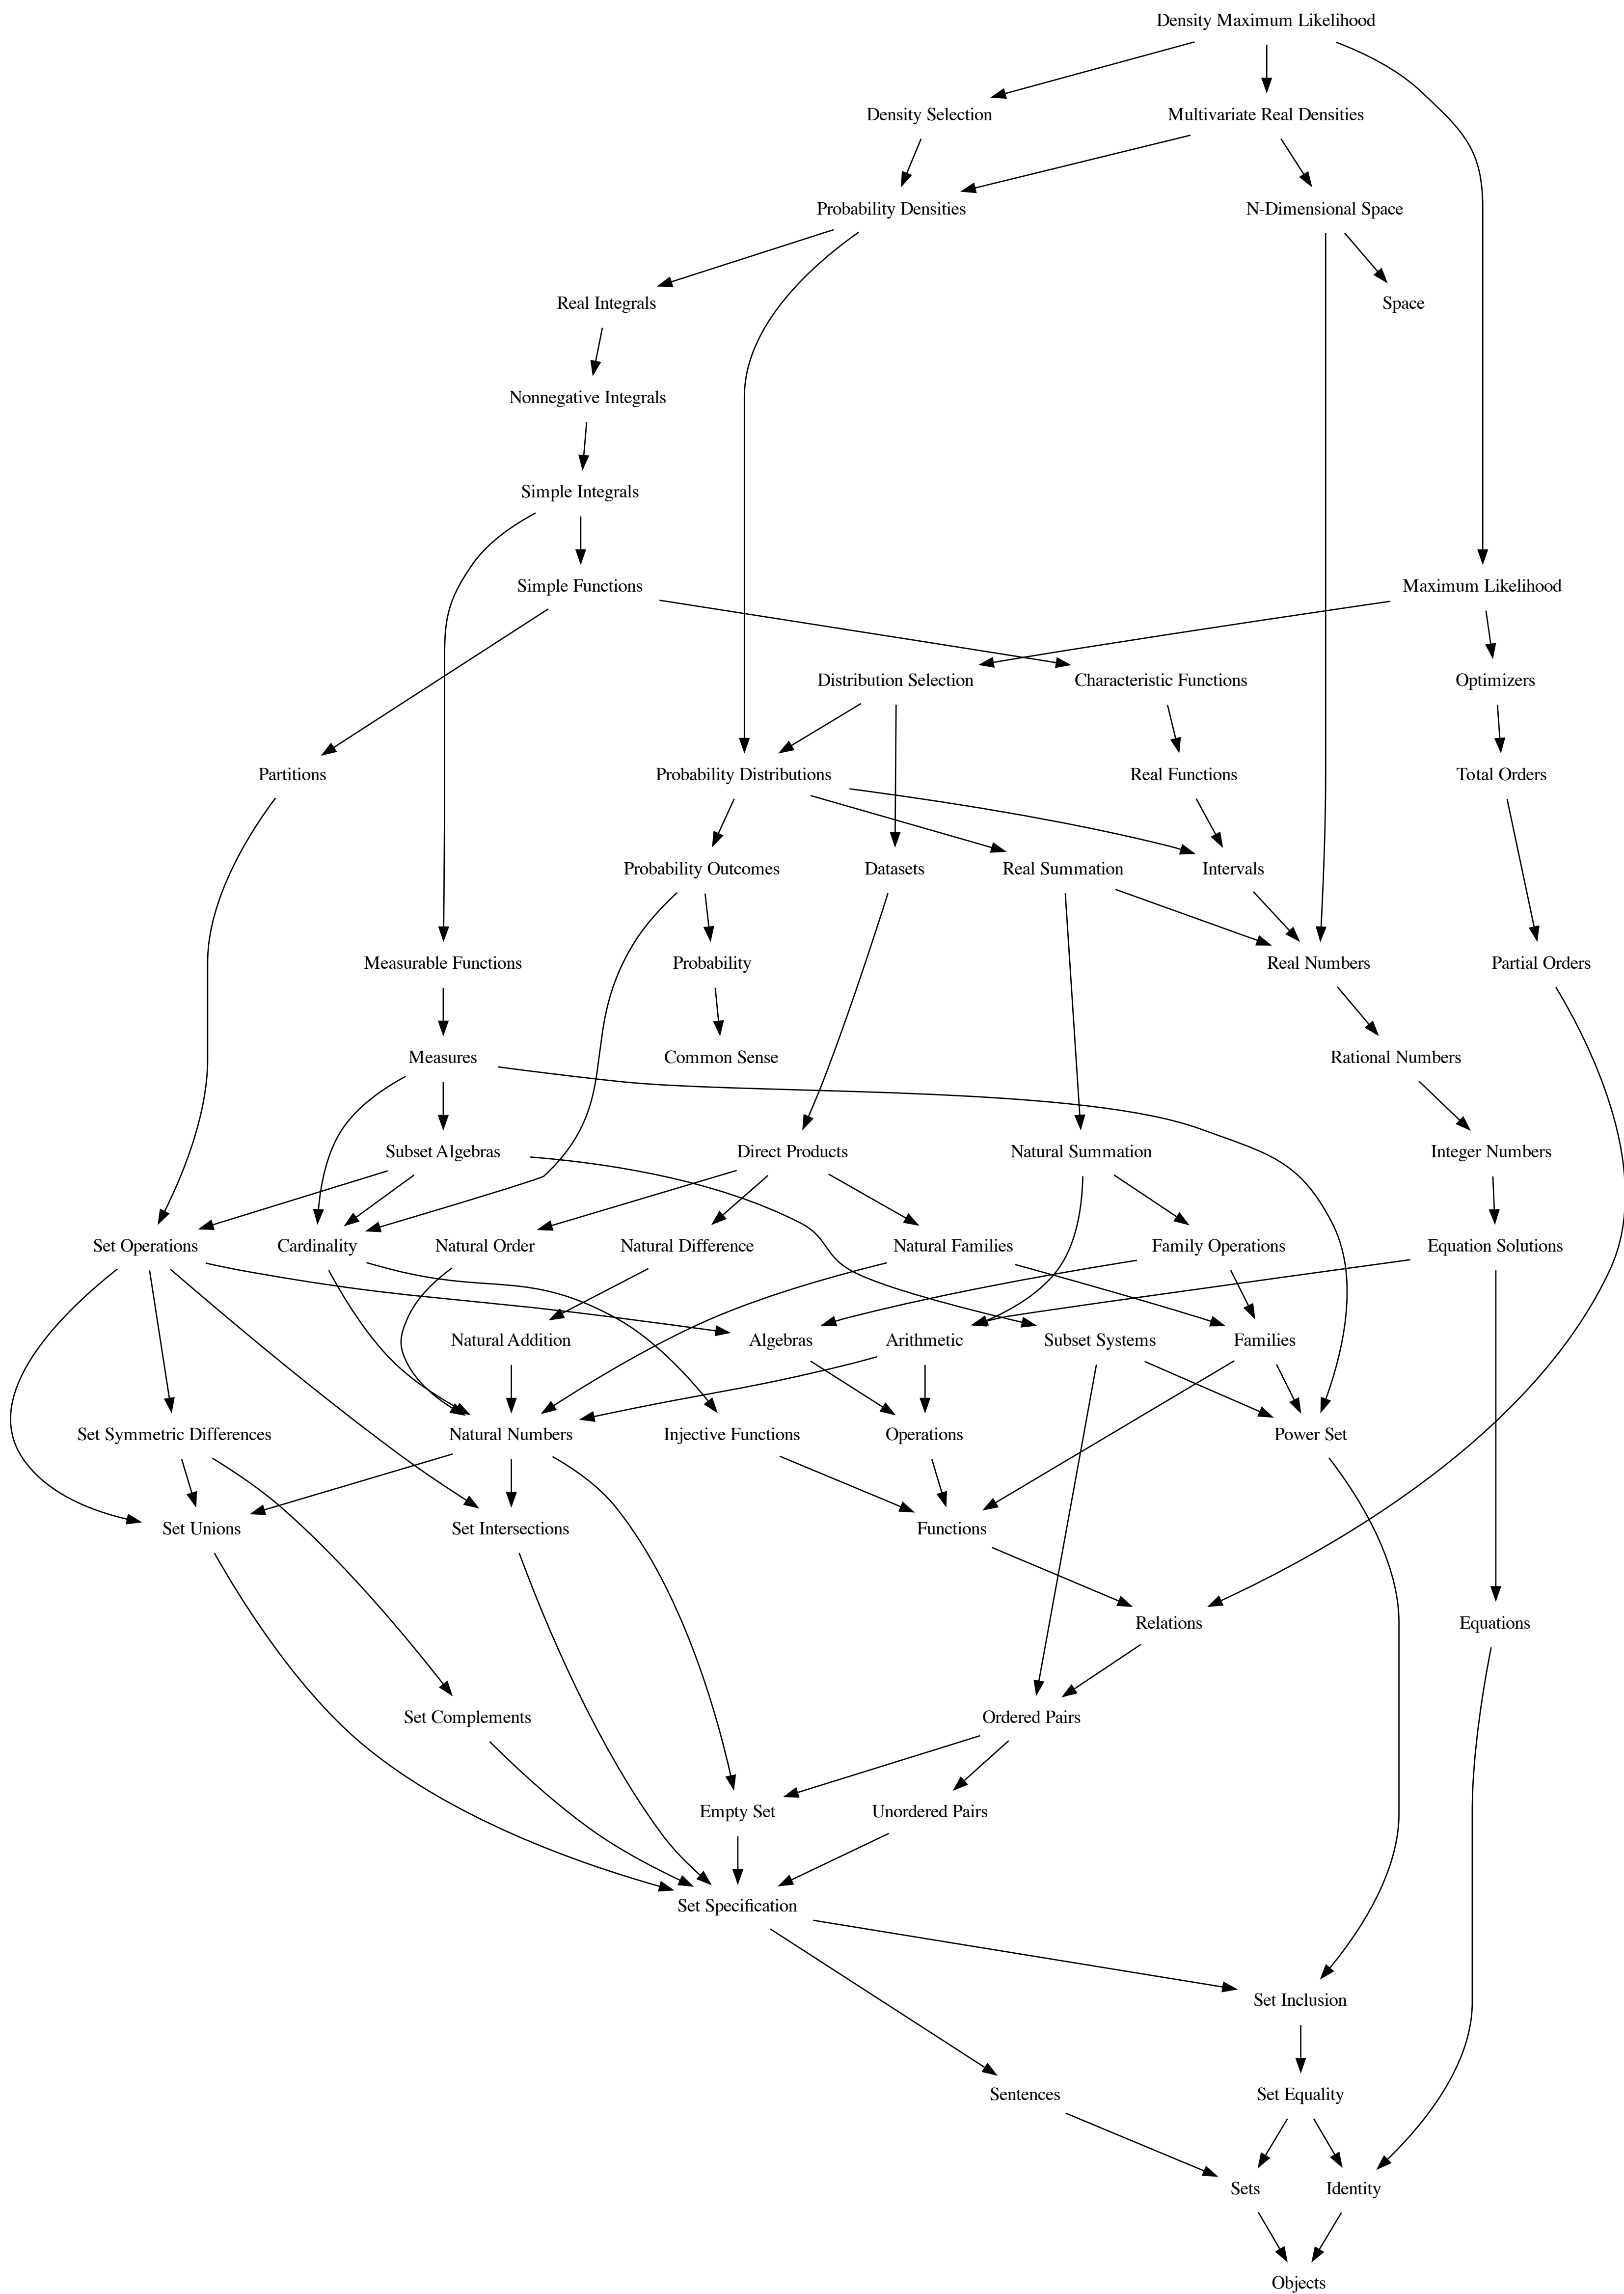 Density Maximum Likelihood
Density Selection
Multivariate Real Densities
Probability Densities
N-Dimensional Space
Real Integrals
Space
Nonnegative Integrals
Simple Integrals
Simple Functions
Maximum Likelihood
Distribution Selection
Characteristic Functions
Optimizers
Partitions
Probability Distributions
Real Functions
Total Orders
Probability Outcomes
Datasets
Real Summation
Intervals
Measurable Functions
Probability
Real Numbers
Partial Orders
Measures
Common Sense
Rational Numbers
Subset Algebras
Direct Products
Natural Summation
Integer Numbers
Set Operations
Cardinality
Natural Order
Natural Difference
Natural Families
Family Operations
Equation Solutions
Natural Addition
Algebras
Arithmetic
Subset Systems
Families
Set Symmetric Differences
Natural Numbers
Injective Functions
Operations
Power Set
Set Unions
Set Intersections
Functions
Relations
Equations
Set Complements
Ordered Pairs
Empty Set
Unordered Pairs
Set Specification
Set Inclusion
Sentences
Set Equality
Sets
Identity
Objects